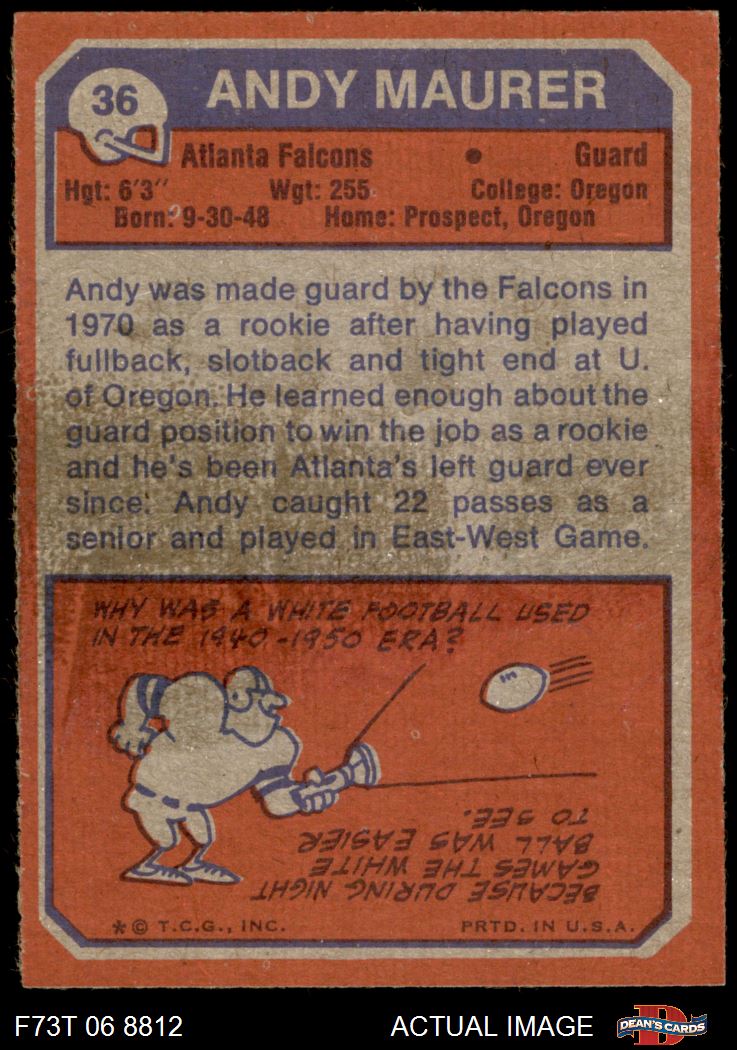 36
ANDY MAURER
Atlanta Falcons • Guard
Hgt: 6'3" Wgt: 255 College: Oregon
Born: 9-30-48 Home: Prospect, Oregon
Andy was made guard by the Falcons in
1970 as a rookie after having played
fullback, slotback and tight end at U.
of Oregon. He learned enough about the
guard position to win the job as a rookie
and he's been Atlanta's left guard ever
since. Andy caught 22 passes as a
senior and played in East-West Game.
WHY WAS A WHITE FOOTBALL USED
IN THE 1940-1950 ERA?
BECAUSE DURING NIGHT
GAMES THE WHITE
BALL WAS EASIER
TO SEE.
*© T.C.G., INC. PRTD. IN U.S.A.
F73T 06 8812 ACTUAL IMAGE
D
DEAN'S CARDS